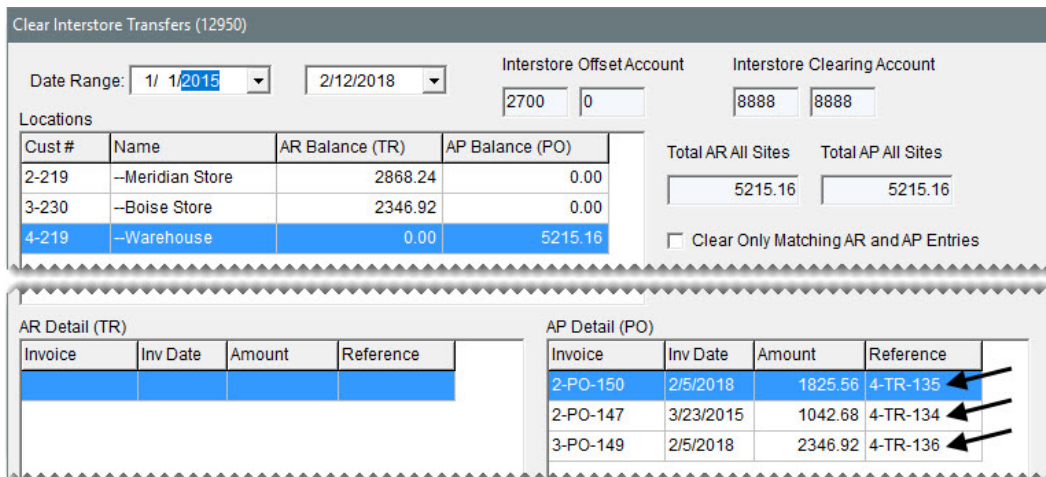 Clear Interstore Transfers (12950)
Interstore Offset Account Interstore Clearing Account
Date Range: 1/ 1/2015 2/12/2018
2700 0 8888 8888
Locations
Cust # Name AR Balance (TR) AP Balance (PO)
Total AR All Sites Total AP All Sites
2-219 --Meridian Store 2868.24 0.00
5215.16 5215.16
3-230 --Boise Store 2346.92 0.00
4-219 --Warehouse 0.00 5215.16
Clear Only Matching AR and AP Entries
AR Detail (TR) AP Detail (PO)
Invoice Inv Date Amount Reference Invoice Inv Date Amount Reference
2-PO-150 2/5/2018 1825.56 4-TR-135
2-PO-147 3/23/2015 1042.68 4-TR-134
3-PO-149 2/5/2018 2346.92 4-TR-136